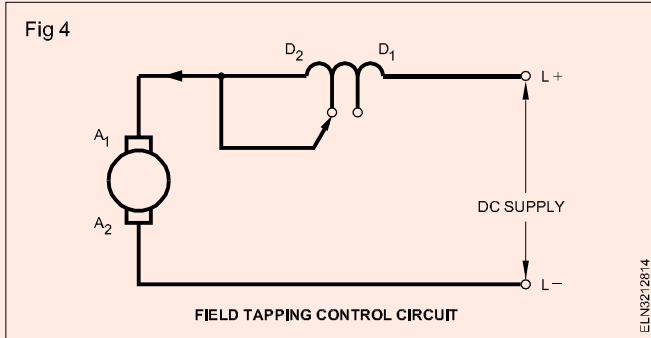 Fig 4
D2 D1
L+
A1
A2
DC SUPPLY
L−
FIELD TAPPING CONTROL CIRCUIT
ELN3212814